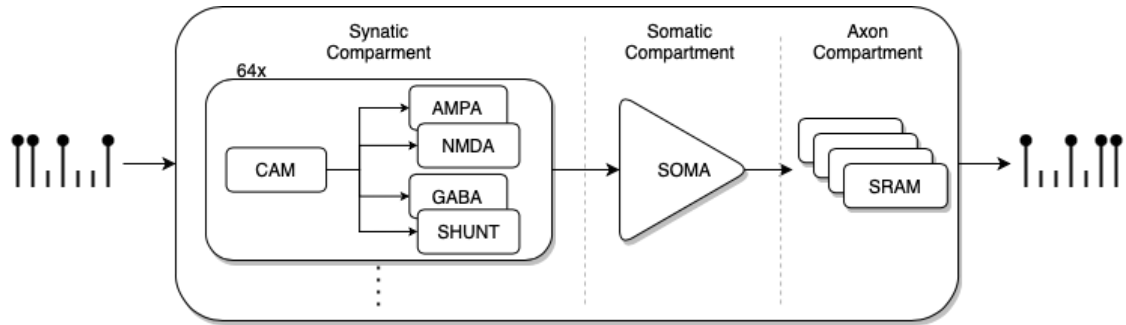 Synatic
Comparment
Somatic
Compartment
Axon
Compartment
64x
CAM
AMPA
NMDA
GABA
SHUNT
SOMA
SRAM